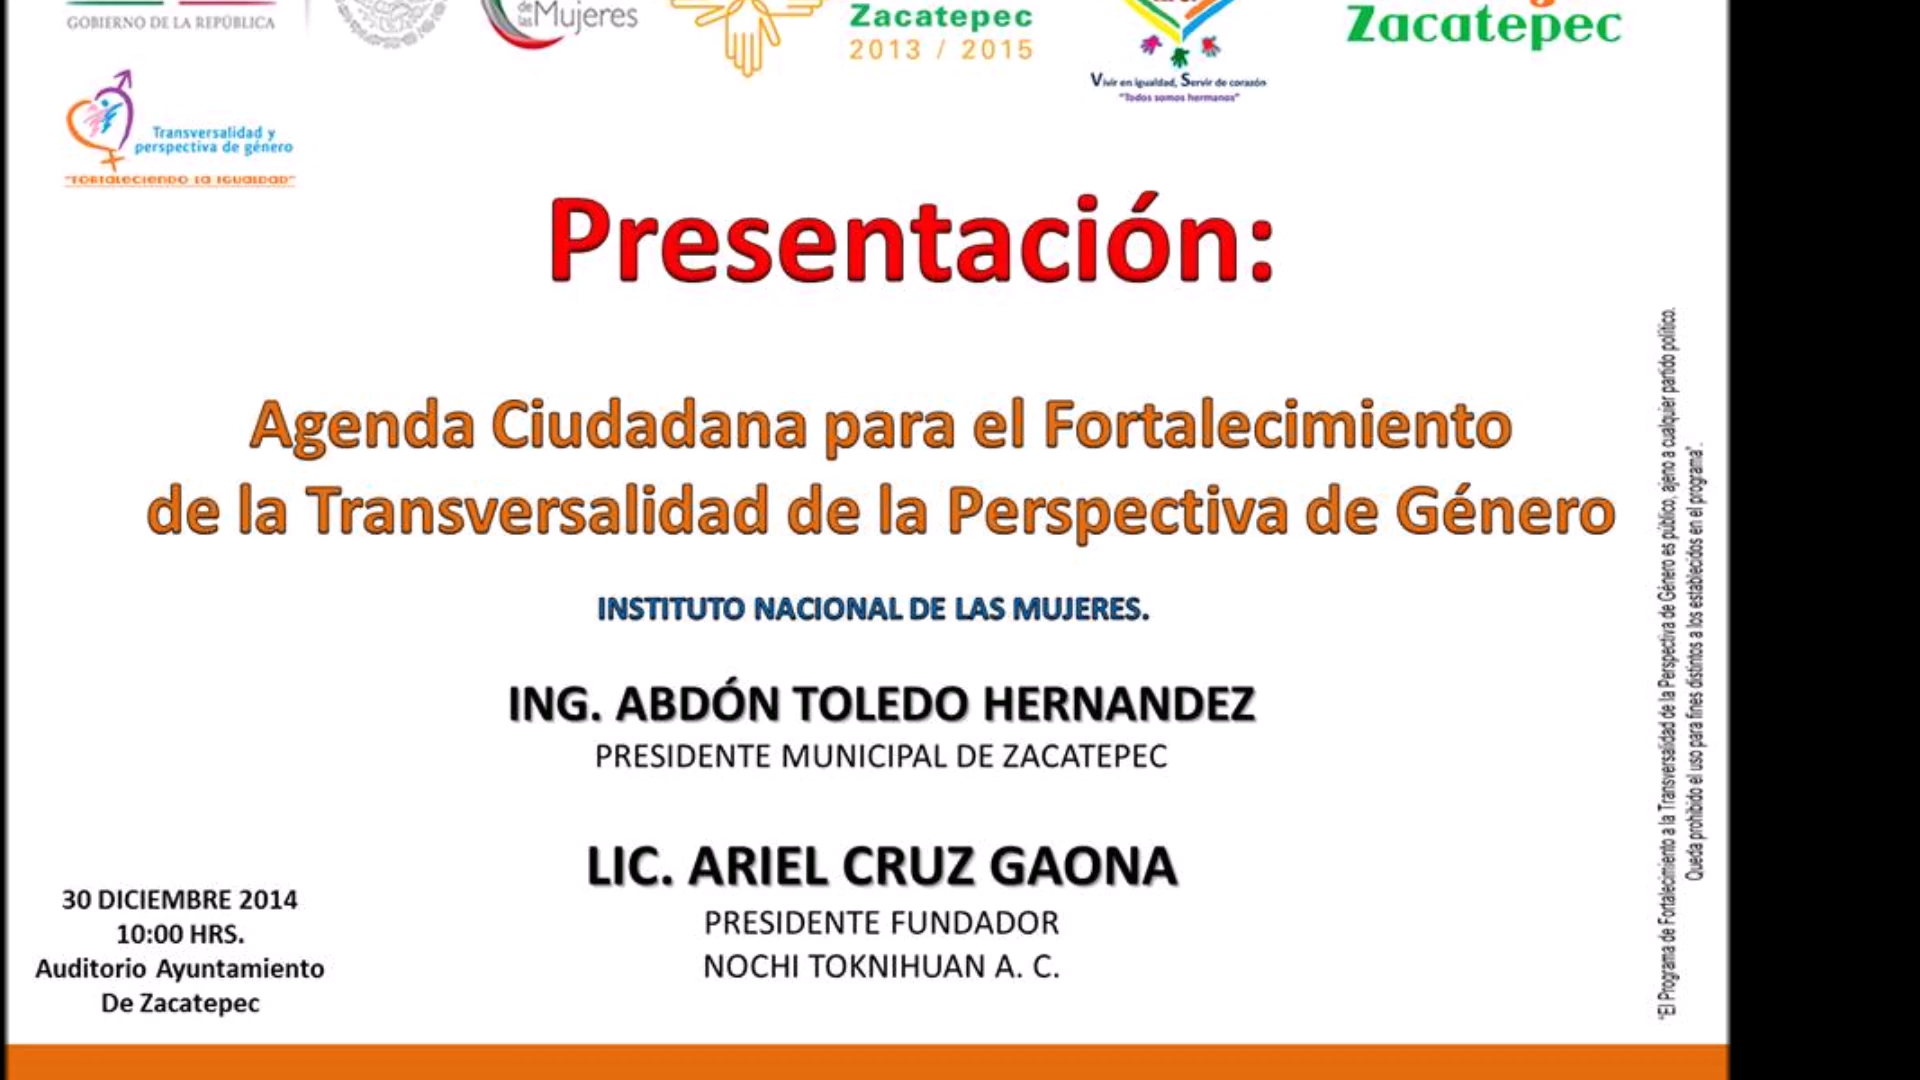 GOBIERNO DE LA REPÚBLICA
de las Mujeres
Zacatepec
2013 / 2015
Vivir en igualdad, Servir de corazón
"Todos somos hermanos"
Zacatepec
Transversalidad y
perspectiva de género
"FORTALECIENDO LA IGUALDAD"
Presentación:
Agenda Ciudadana para el Fortalecimiento
de la Transversalidad de la Perspectiva de Género
INSTITUTO NACIONAL DE LAS MUJERES.
ING. ABDÓN TOLEDO HERNANDEZ
PRESIDENTE MUNICIPAL DE ZACATEPEC
LIC. ARIEL CRUZ GAONA
PRESIDENTE FUNDADOR
NOCHI TOKNIHUAN A. C.
30 DICIEMBRE 2014
10:00 HRS.
Auditorio Ayuntamiento
De Zacatepec
"El Programa de Fortalecimiento a la Transversalidad de la Perspectiva de Género es público, ajeno a cualquier partido político.
Queda prohibido el uso para fines distintos a los establecidos en el programa".